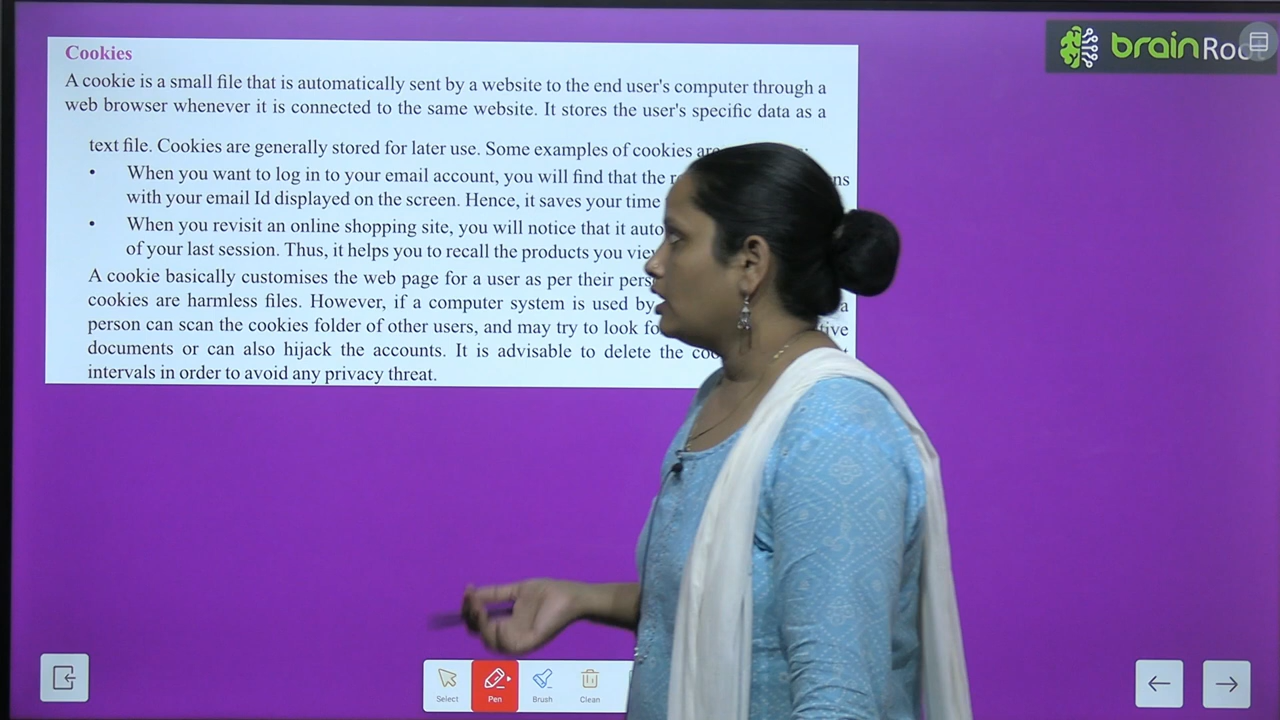 Cookies
A cookie is a small file that is automatically sent by a website to the end user's computer through a
web browser whenever it is connected to the same website. It stores the user's specific data as a
text file. Cookies are generally stored for later use. Some examples of cookies are
When you want to log in to your email account, you will find that the
with your email Id displayed on the screen. Hence, it saves your time
When you revisit an online shopping site, you will notice that it
of your last session. Thus, it helps you to recall the products you
A cookie basically customises the web page for a user as per their
cookies are harmless files. However, if a computer system is used by a
person can scan the cookies folder of other users, and may try to look
documents or can also hijack the accounts. It is advisable to delete the
intervals in order to avoid any privacy threat.
brain
Select Pen Brush Clean